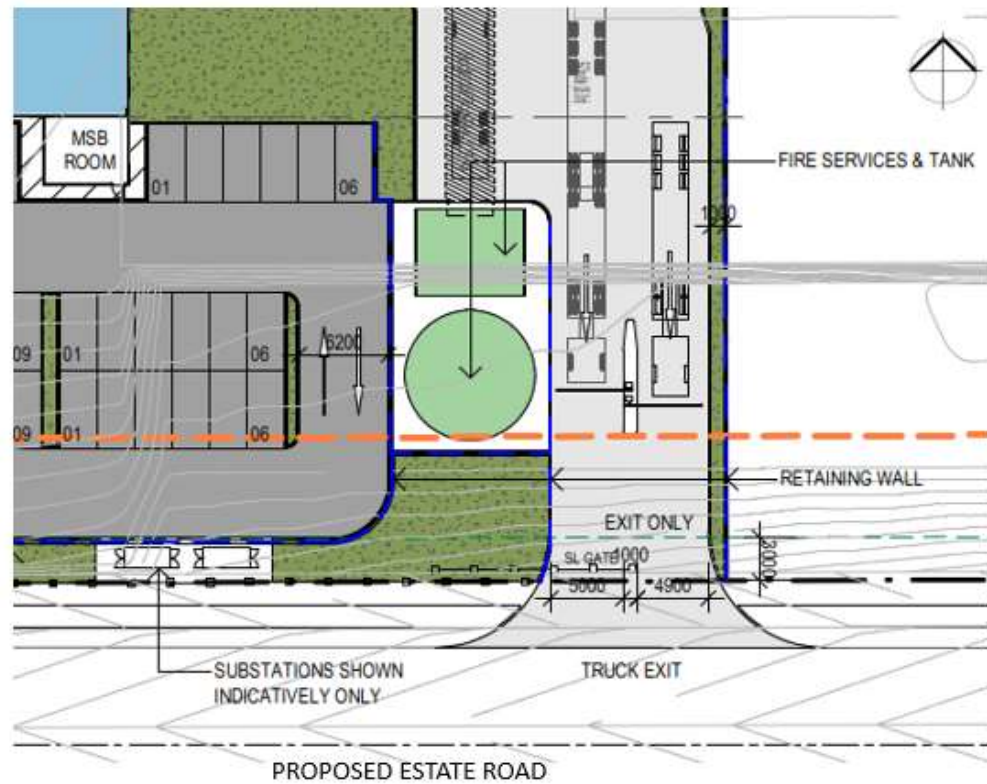 MSB
ROOM
FIRE SERVICES & TANK
01
06
1000
6200
09
01
06
09
01
06
RETAINING WALL
EXIT ONLY
SL GATE
1000
5000
4900
3000
SUBSTATIONS SHOWN
INDICATIVELY ONLY
TRUCK EXIT
PROPOSED ESTATE ROAD